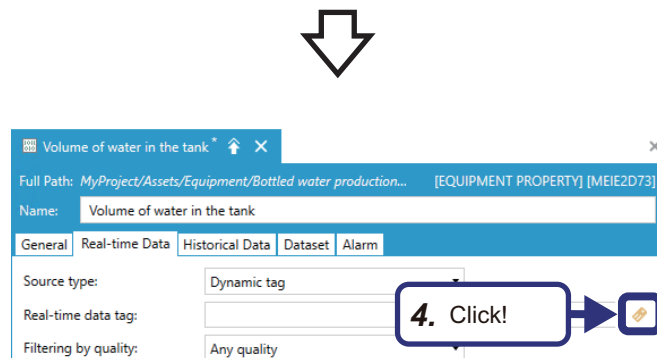 Volume of water in the tank*
Full Path: MyProject/Assets/Equipment/Bottled water production... [EQUIPMENT PROPERTY] [MEIE2D73]
Name: Volume of water in the tank
General Real-time Data Historical Data Dataset Alarm
Source type: Dynamic tag
Real-time data tag: 4. Click!
Filtering by quality: Any quality